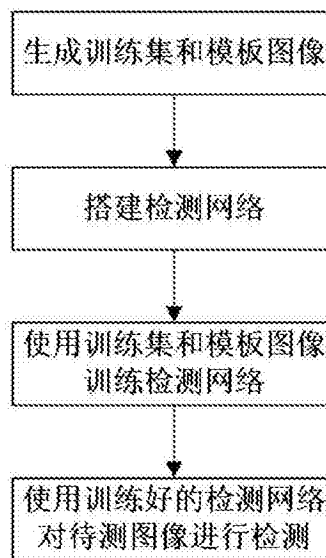 生成训练集和模板图像
搭建检测网络
使用训练集和模板图像
训练检测网络
使用训练好的检测网络
对待测图像进行检测